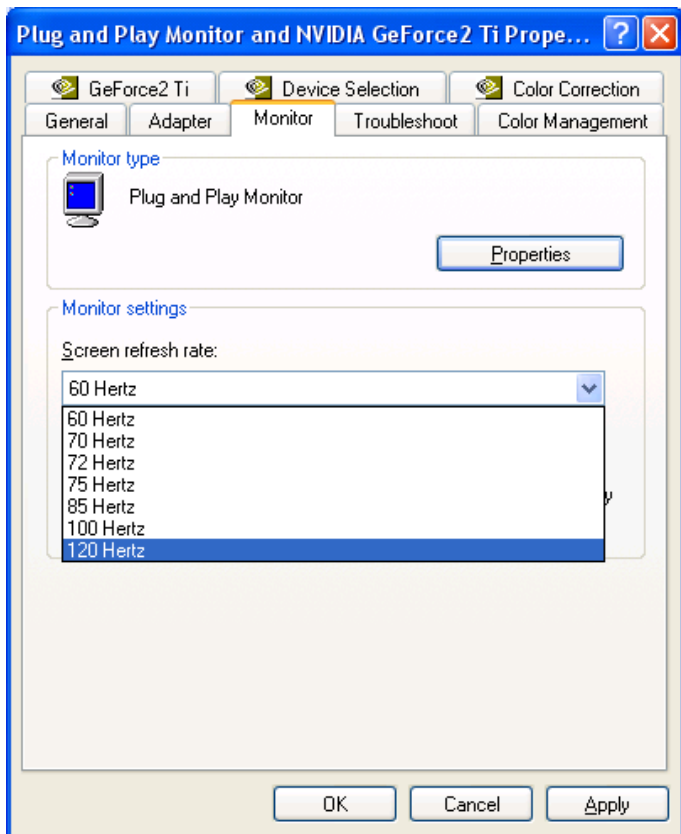 Plug and Play Monitor and NVIDIA GeForce2 Ti Prope...
GeForce2 Ti Device Selection Color Correction
General Adapter Monitor Troubleshoot Color Management
Monitor type
Plug and Play Monitor
Properties
Monitor settings
Screen refresh rate:
60 Hertz
60 Hertz
70 Hertz
72 Hertz
75 Hertz
85 Hertz
100 Hertz
120 Hertz
OK Cancel Apply